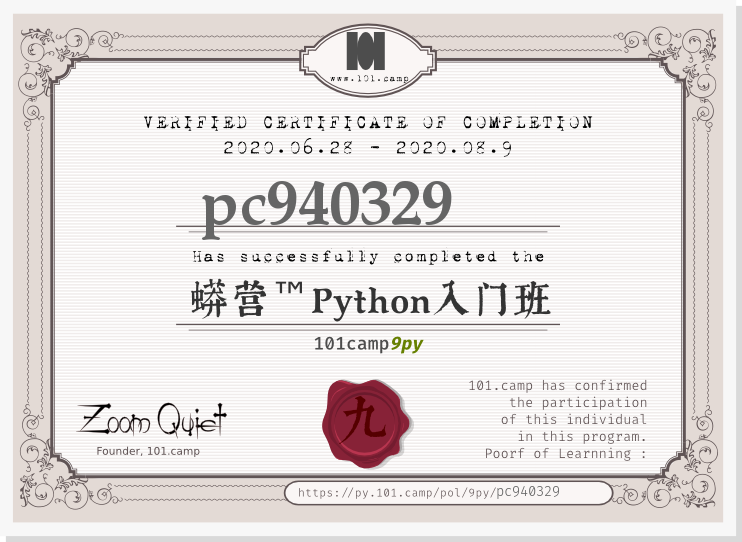 101
www.101.camp
VERIFIED CERTIFICATE OF COMPLETION
2020.06.28 - 2020.08.9
pc940329
Has successfully completed the
蟒营™Python入门班
101camp9py
Zoom Quiet
Founder, 101.camp
九
101.camp has confirmed
the participation
of this individual
in this program.
Poorf of Learnning :
https://py.101.camp/pol/9py/pc940329